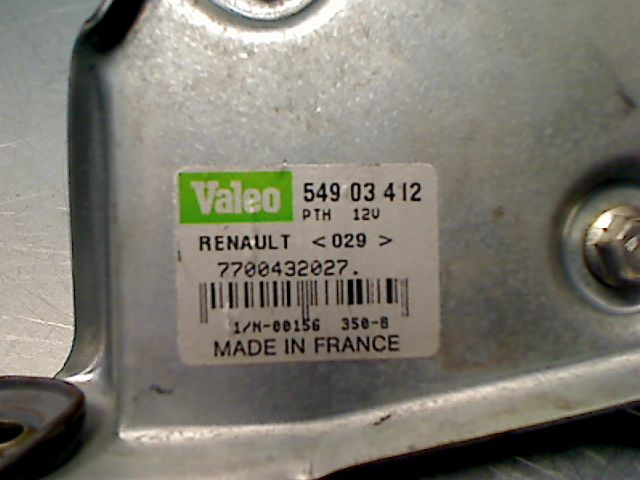 Valeo 549 03 412
PTH 12V
RENAULT <029>
7700432027.
1/M-00156 350-B
MADE IN FRANCE